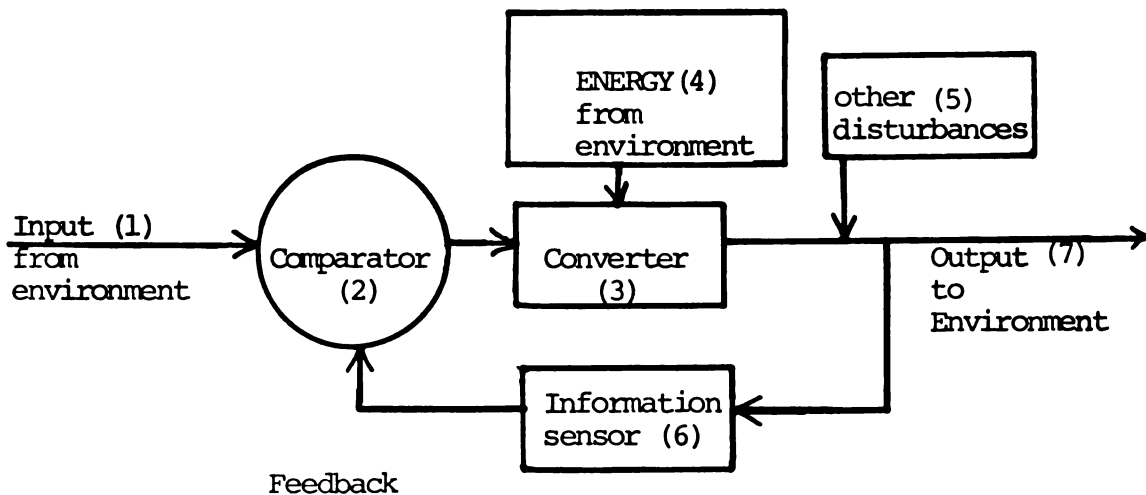 ENERGY (4)
from
environment
other (5)
disturbances
Input (1)
from
environment
Comparator
(2)
Converter
(3)
Output (7)
to
Environment
Information
sensor (6)
Feedback